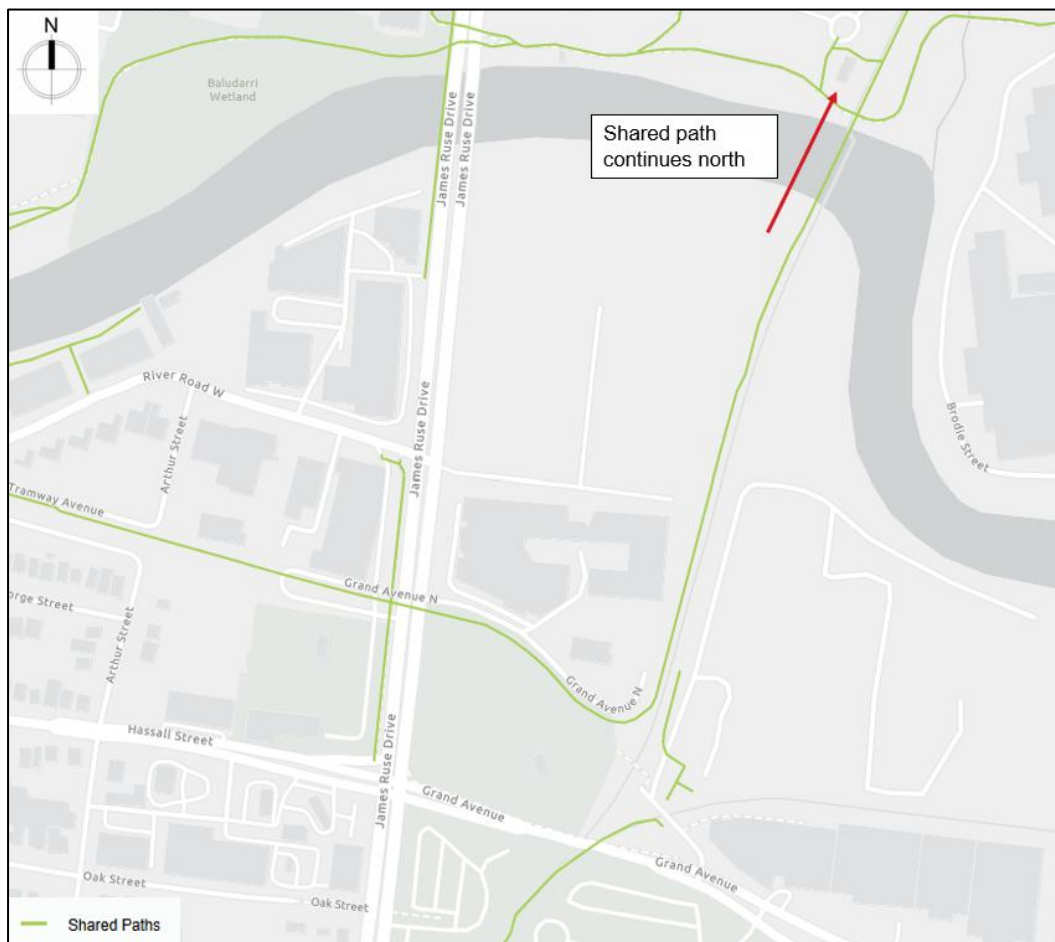 N
Baludarri
Wetland
James Ruse Drive
James Ruse Drive
Shared path
continues north
River Road W
Arthur Street
James Ruse Drive
Brodie Street
Tramway Avenue
Grand Avenue N
orge Street
Arthur Street
Grand Avenue N
Hassall Street
James Ruse Drive
Grand Avenue
Grand Avenue
Oak Street
Oak Street
Shared Paths